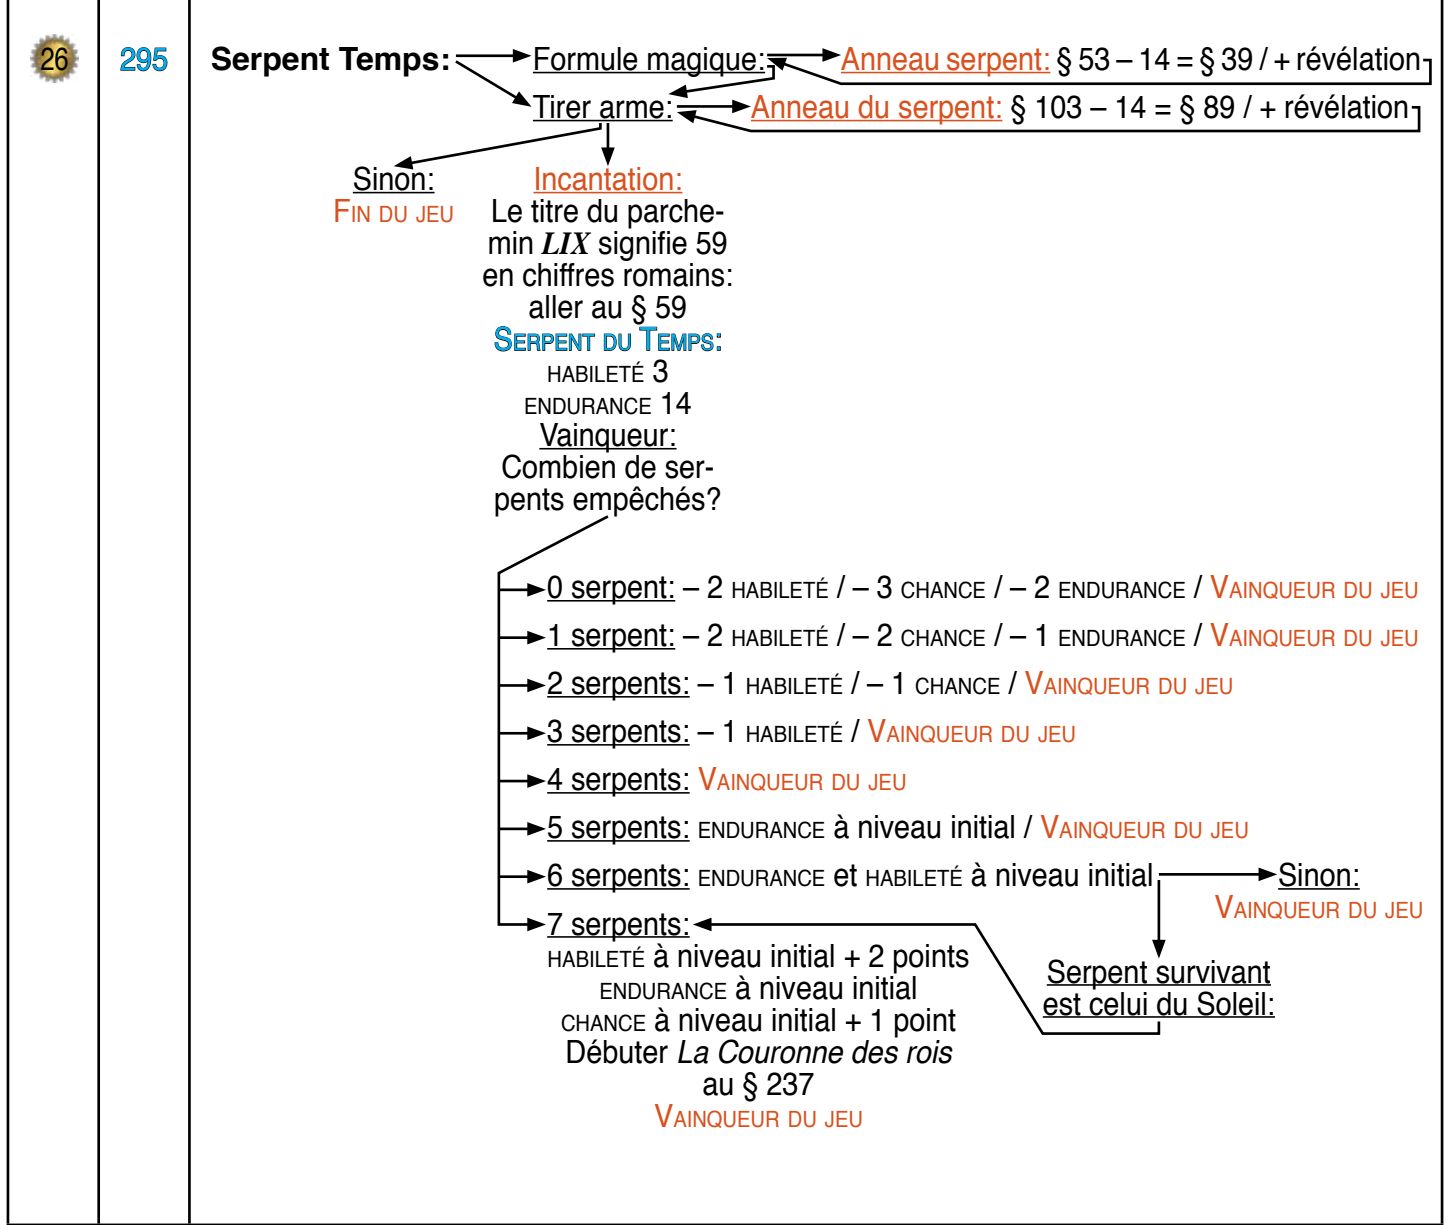 26 295 Serpent Temps: Formule magique: Anneau serpent: § 53 – 14 = § 39 / + révélation
Tirer arme: Anneau du serpent: § 103 – 14 = § 89 / + révélation
Sinon: Incantation:
FIN DU JEU Le titre du parche-
min LIX signifie 59
en chiffres romains:
aller au § 59
SERPENT DU TEMPS:
HABILETÉ 3
ENDURANCE 14
Vainqueur:
Combien de ser-
pents empêchés?
0 serpent: – 2 HABILETÉ / – 3 CHANCE / – 2 ENDURANCE / VAINQUEUR DU JEU
1 serpent: – 2 HABILETÉ / – 2 CHANCE / – 1 ENDURANCE / VAINQUEUR DU JEU
2 serpents: – 1 HABILETÉ / – 1 CHANCE / VAINQUEUR DU JEU
3 serpents: – 1 HABILETÉ / VAINQUEUR DU JEU
4 serpents: VAINQUEUR DU JEU
5 serpents: ENDURANCE à niveau initial / VAINQUEUR DU JEU
6 serpents: ENDURANCE et HABILETÉ à niveau initial Sinon:
VAINQUEUR DU JEU
7 serpents:
HABILETÉ à niveau initial + 2 points
ENDURANCE à niveau initial
CHANCE à niveau initial + 1 point
Débuter La Couronne des rois
au § 237
VAINQUEUR DU JEU
Serpent survivant
est celui du Soleil: